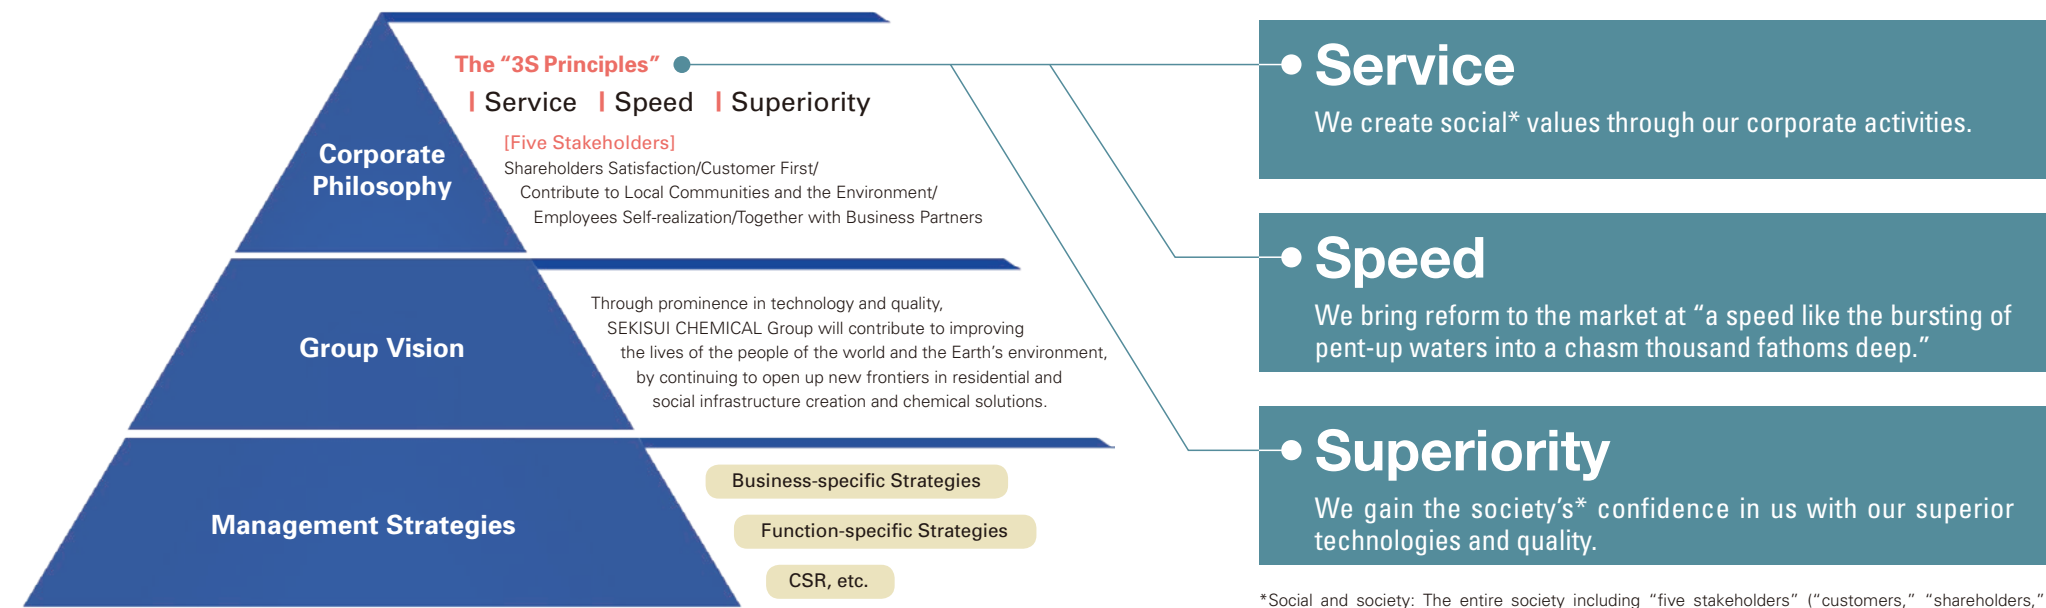 The “3S Principles”
Service Speed Superiority
[Five Stakeholders]
Shareholders Satisfaction/Customer First/
Contribute to Local Communities and the Environment/
Employees Self-realization/Together with Business Partners
Corporate
Philosophy
Through prominence in technology and quality,
SEKISUI CHEMICAL Group will contribute to improving
the lives of the people of the world and the Earth’s environment,
by continuing to open up new frontiers in residential and
social infrastructure creation and chemical solutions.
Group Vision
Management Strategies
Business-specific Strategies
Function-specific Strategies
CSR, etc.
Service
We create social* values through our corporate activities.
Speed
We bring reform to the market at “a speed like the bursting of
pent-up waters into a chasm thousand fathoms deep.”
Superiority
We gain the society’s* confidence in us with our superior
technologies and quality.
*Social and society: The entire society including “five stakeholders” (“customers,” “shareholders,”